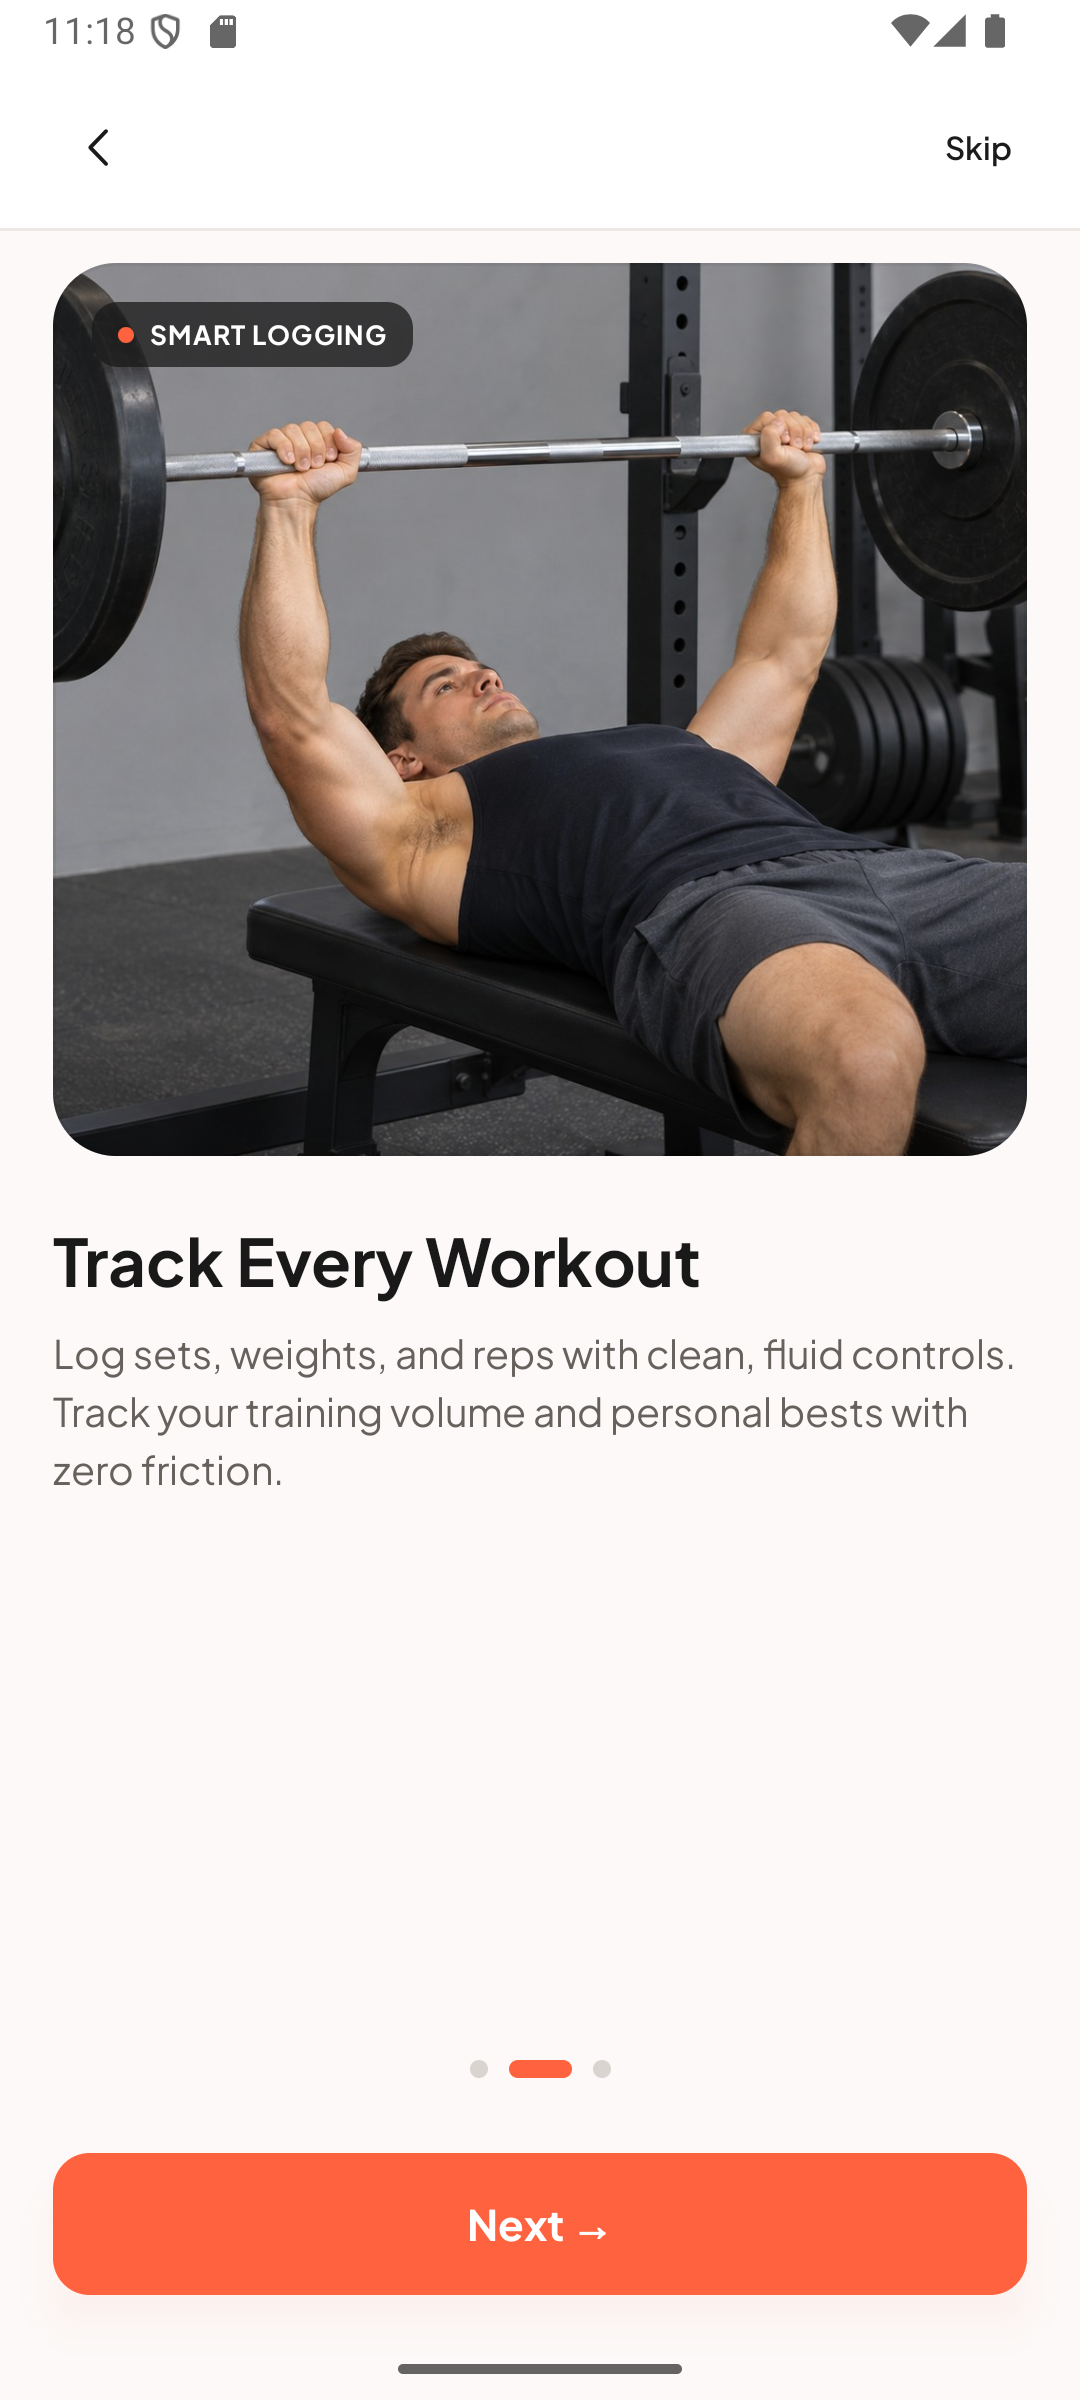 11:18
Skip
SMART LOGGING
Track Every Workout
Log sets, weights, and reps with clean, fluid controls.
Track your training volume and personal bests with
zero friction.
Next →